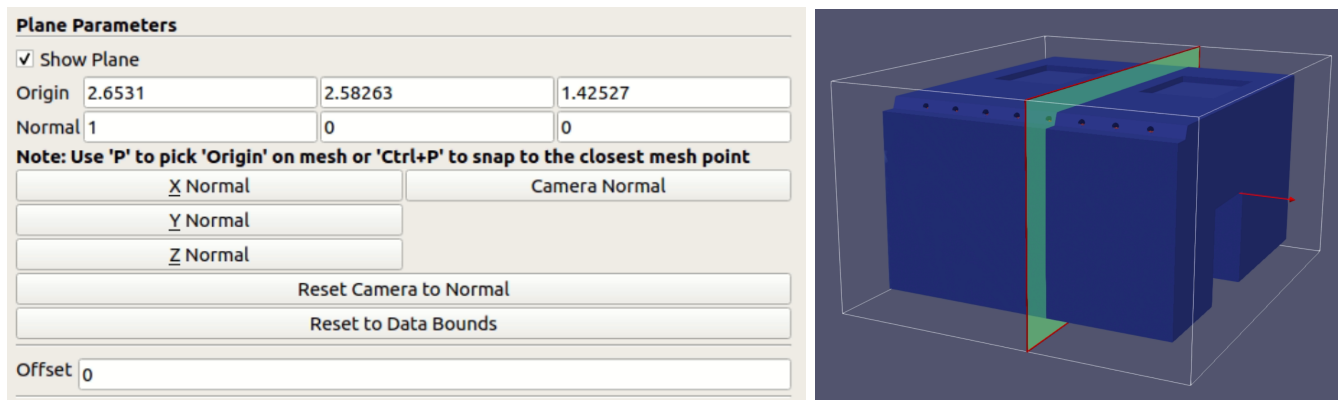 Plane Parameters
Show Plane
Origin 2.6531 2.58263 1.42527
Normal 1 0 0
Note: Use 'P' to pick 'Origin' on mesh or 'Ctrl+P' to snap to the closest mesh point
X Normal Camera Normal
Y Normal
Z Normal
Reset Camera to Normal
Reset to Data Bounds
Offset 0